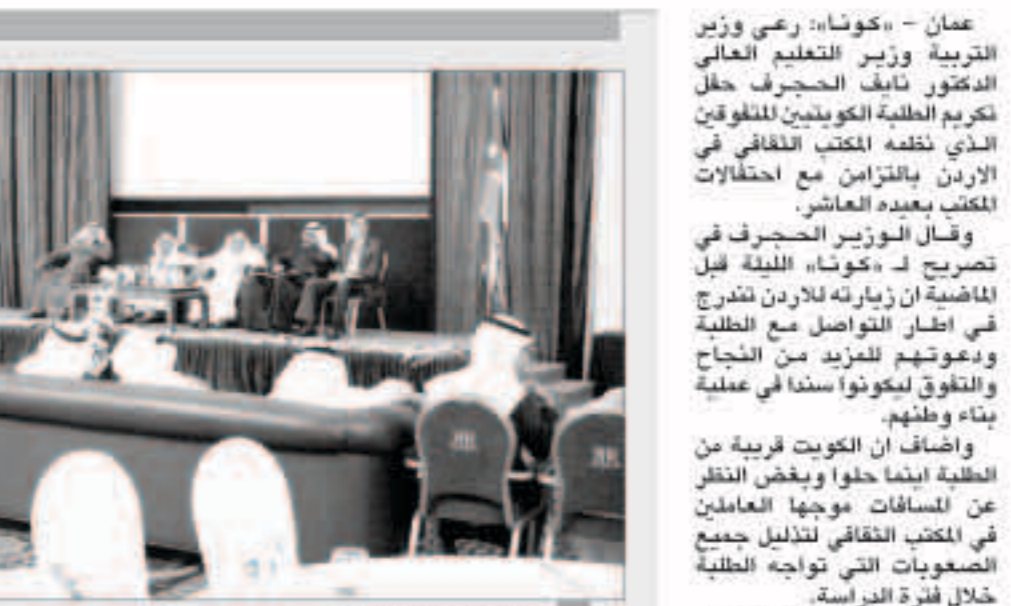 عمان - «كونا»: رعى وزير
التربية وزير التعليم العالي
الدكتور نايف الحجرف حفل
تكريم الطلبة الكويتيين المتفوقين
الذي نظمه المكتب الثقافي في
الاردن بالتزامن مع احتفالات
المكتب بعيده العاشر.
وقال الوزير الحجرف في
تصريح لـ «كونا» الليلة قبل
الماضية ان زيارته للاردن تندرج
في اطار التواصل مع الطلبة
ودعوتهم للمزيد من النجاح
والتفوق ليكونوا سندا في عملية
بناء وطنهم.
واضاف ان الكويت قريبة من
الطلبة اينما حلوا وبغض النظر
عن المسافات موجها العاملين
في المكتب الثقافي لتذليل جميع
الصعوبات التي تواجه الطلبة
خلال فترة الدراسة.